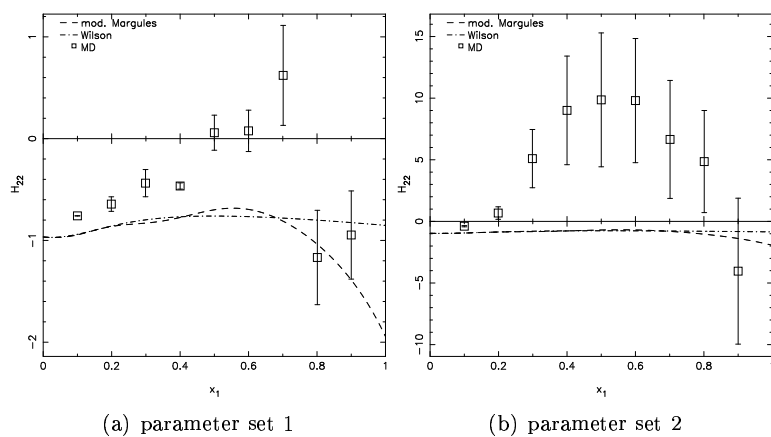 mod. Margules
Wilson
MD
H22
1
0
−1
−2
0
0.2
0.4
0.6
0.8
1
x1
(a) parameter set 1
mod. Margules
Wilson
MD
H22
15
10
5
0
−5
−10
0
0.2
0.4
0.6
0.8
1
x1
(b) parameter set 2